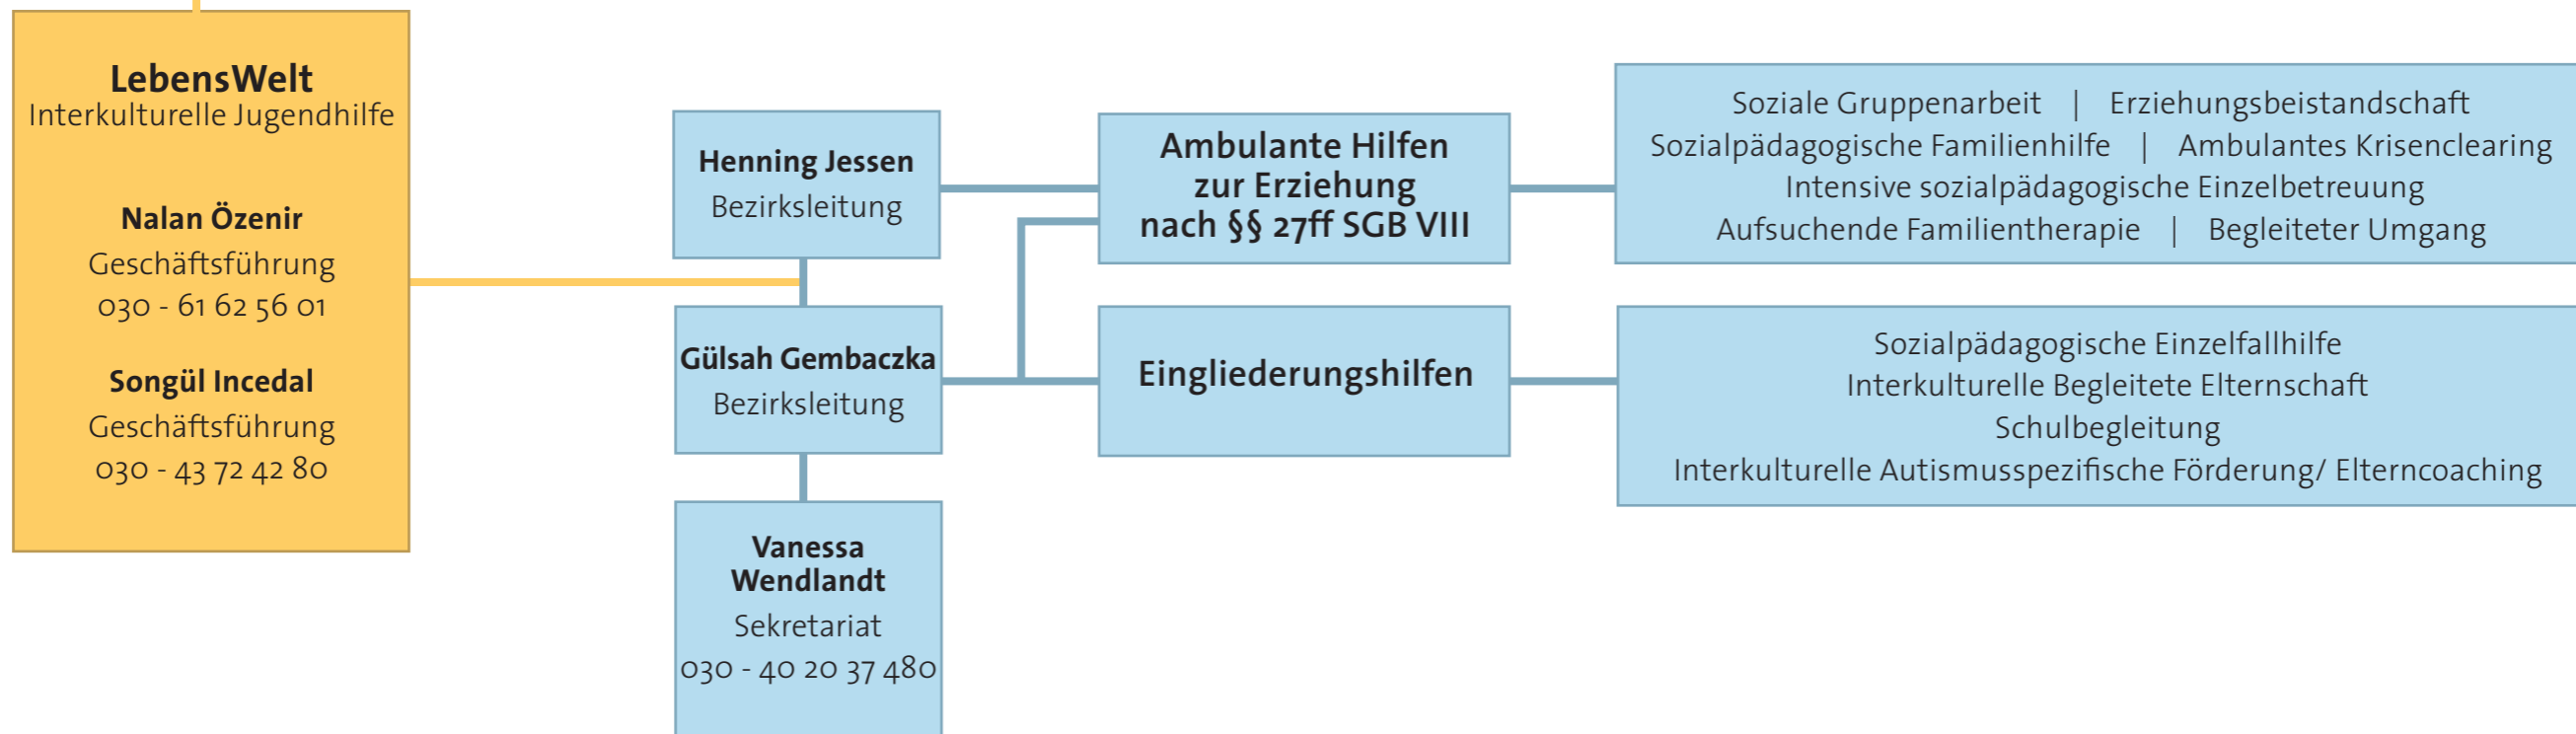 LebensWelt
Interkulturelle Jugendhilfe
Nalan Özenir
Geschäftsführung
030 - 61 62 56 01
Songül Incedal
Geschäftsführung
030 - 43 72 42 80
Henning Jessen
Bezirksleitung
Gülsah Gembaczka
Bezirksleitung
Vanessa
Wendlandt
Sekretariat
030 - 40 20 37 480
Ambulante Hilfen
zur Erziehung
nach §§ 27ff SGB VIII
Eingliederungshilfen
Soziale Gruppenarbeit | Erziehungsbeistandschaft
Sozialpädagogische Familienhilfe | Ambulantes Krisenclearing
Intensive sozialpädagogische Einzelbetreuung
Aufsuchende Familientherapie | Begleiteter Umgang
Sozialpädagogische Einzelfallhilfe
Interkulturelle Begleitete Elternschaft
Schulbegleitung
Interkulturelle Autismusspezifische Förderung/ Elterncoaching